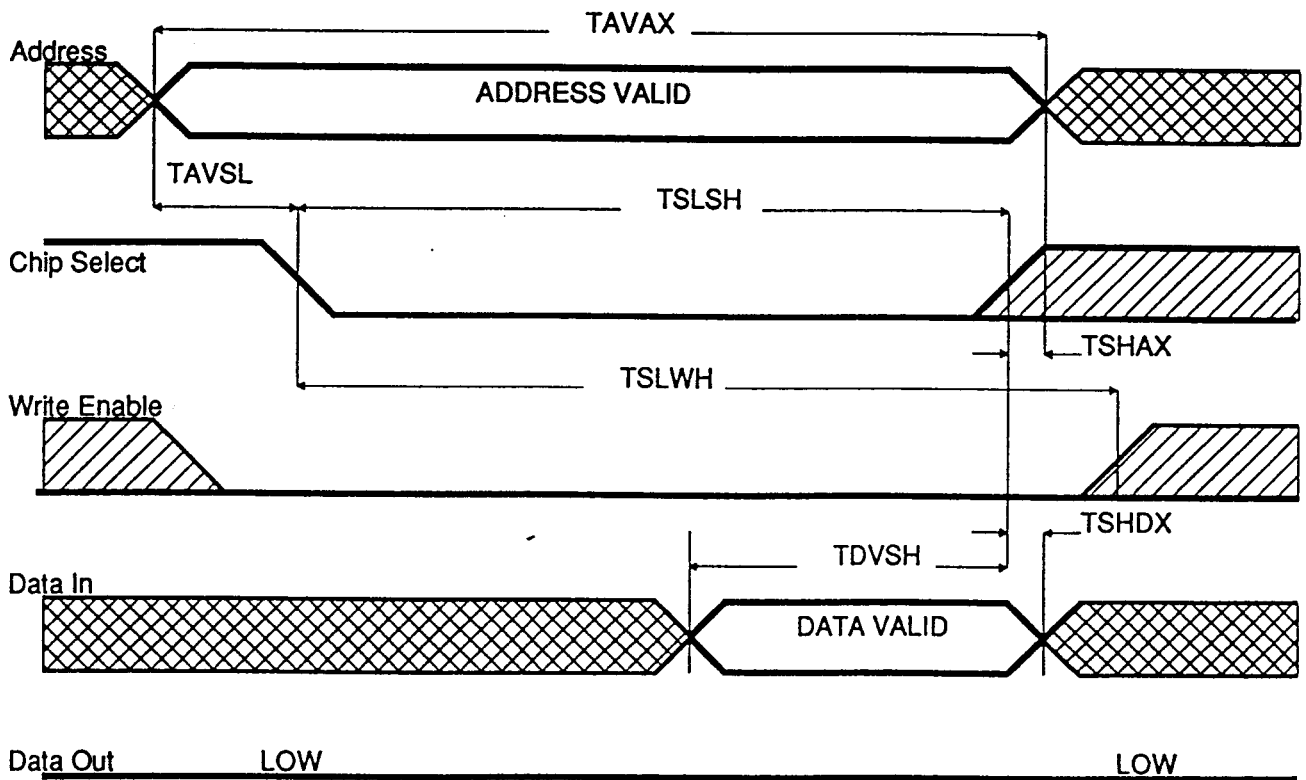 TAVAX
Address
ADDRESS VALID
TAVSL
TSLSH
Chip Select
TSHAX
TSLWH
Write Enable
TSHDX
TDVSH
Data In
DATA VALID
Data Out LOW LOW